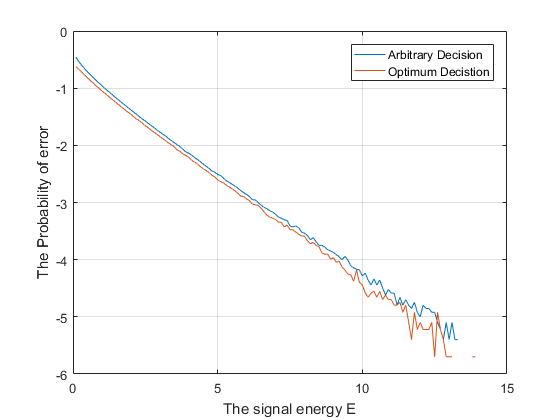 0
-1
-2
-3
-4
-5
-6
0
5
10
15
The Probability of error
The signal energy E
Arbitrary Decision
Optimum Decistion